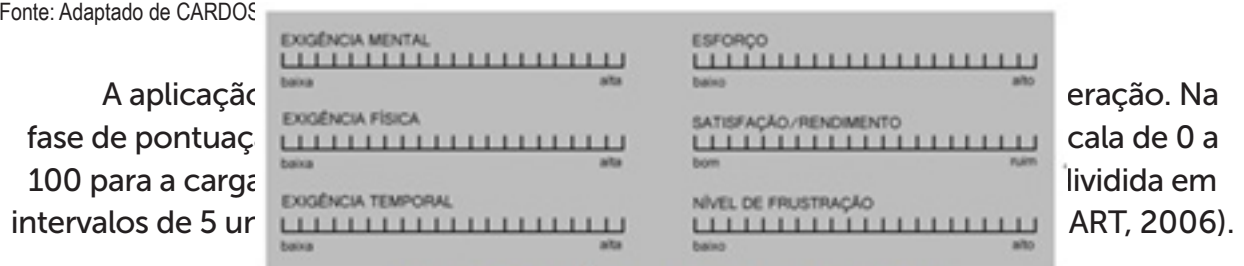 Fonte: Adaptado de CARDOS
EXIGÊNCIA MENTAL
baixa alta
ESFORÇO
baixo alto
EXIGÊNCIA FÍSICA
baixa alta
SATISFAÇÃO/RENDIMENTO
bom ruim
EXIGÊNCIA TEMPORAL
baixa alta
NÍVEL DE FRUSTRAÇÃO
baixo alto
A aplicação eração. Na
fase de pontuaç cala de 0 a
100 para a carga lividida em
intervalos de 5 un ART, 2006).